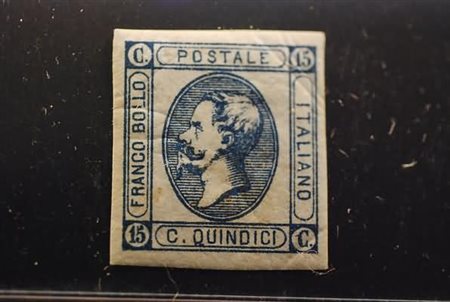 C. POSTALE 15
FRANCO BOLLO
ITALIANO
15 C. QUINDICI C.